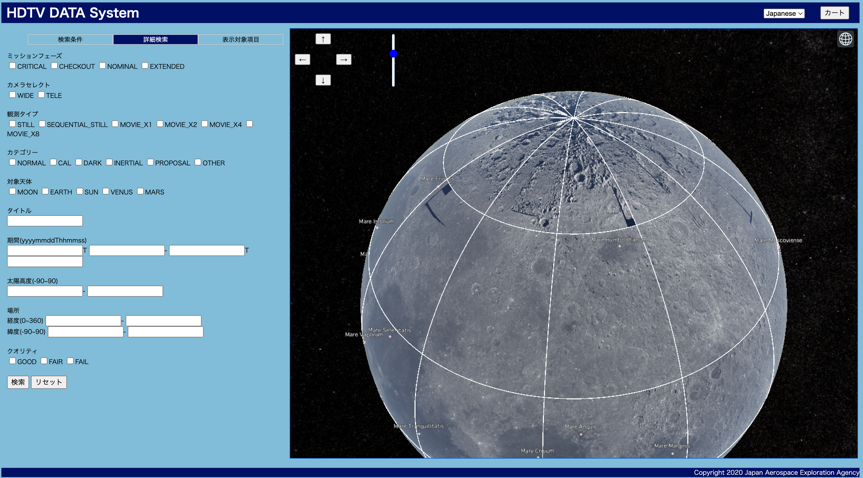 HDTV DATA System
Japanese
カート
検索条件 詳細検索 表示対象項目
ミッションフェーズ
CRITICAL CHECKOUT NOMINAL EXTENDED
カメラセレクト
WIDE TELE
観測タイプ
STILL SEQUENTIAL_STILL MOVIE_X1 MOVIE_X2 MOVIE_X4
MOVIE_X8
カテゴリー
NORMAL CAL DARK INERTIAL PROPOSAL OTHER
対象天体
MOON EARTH SUN VENUS MARS
タイトル
期間(yyyymmddThhmmss)
T - T
太陽高度(-90~90)
-
場所
経度(0~360) -
緯度(-90~90) -
クオリティ
GOOD FAIR FAIL
検索 リセット
↑
← →
↓
Mare Imbrium
Ma
Mare Serenitatis
Mare Vaporum
Mare Tranquillitatis
Mare Anguis
Mare Marginis
Mare Crisium
Copyright 2020 Japan Aerospace Exploration Agency